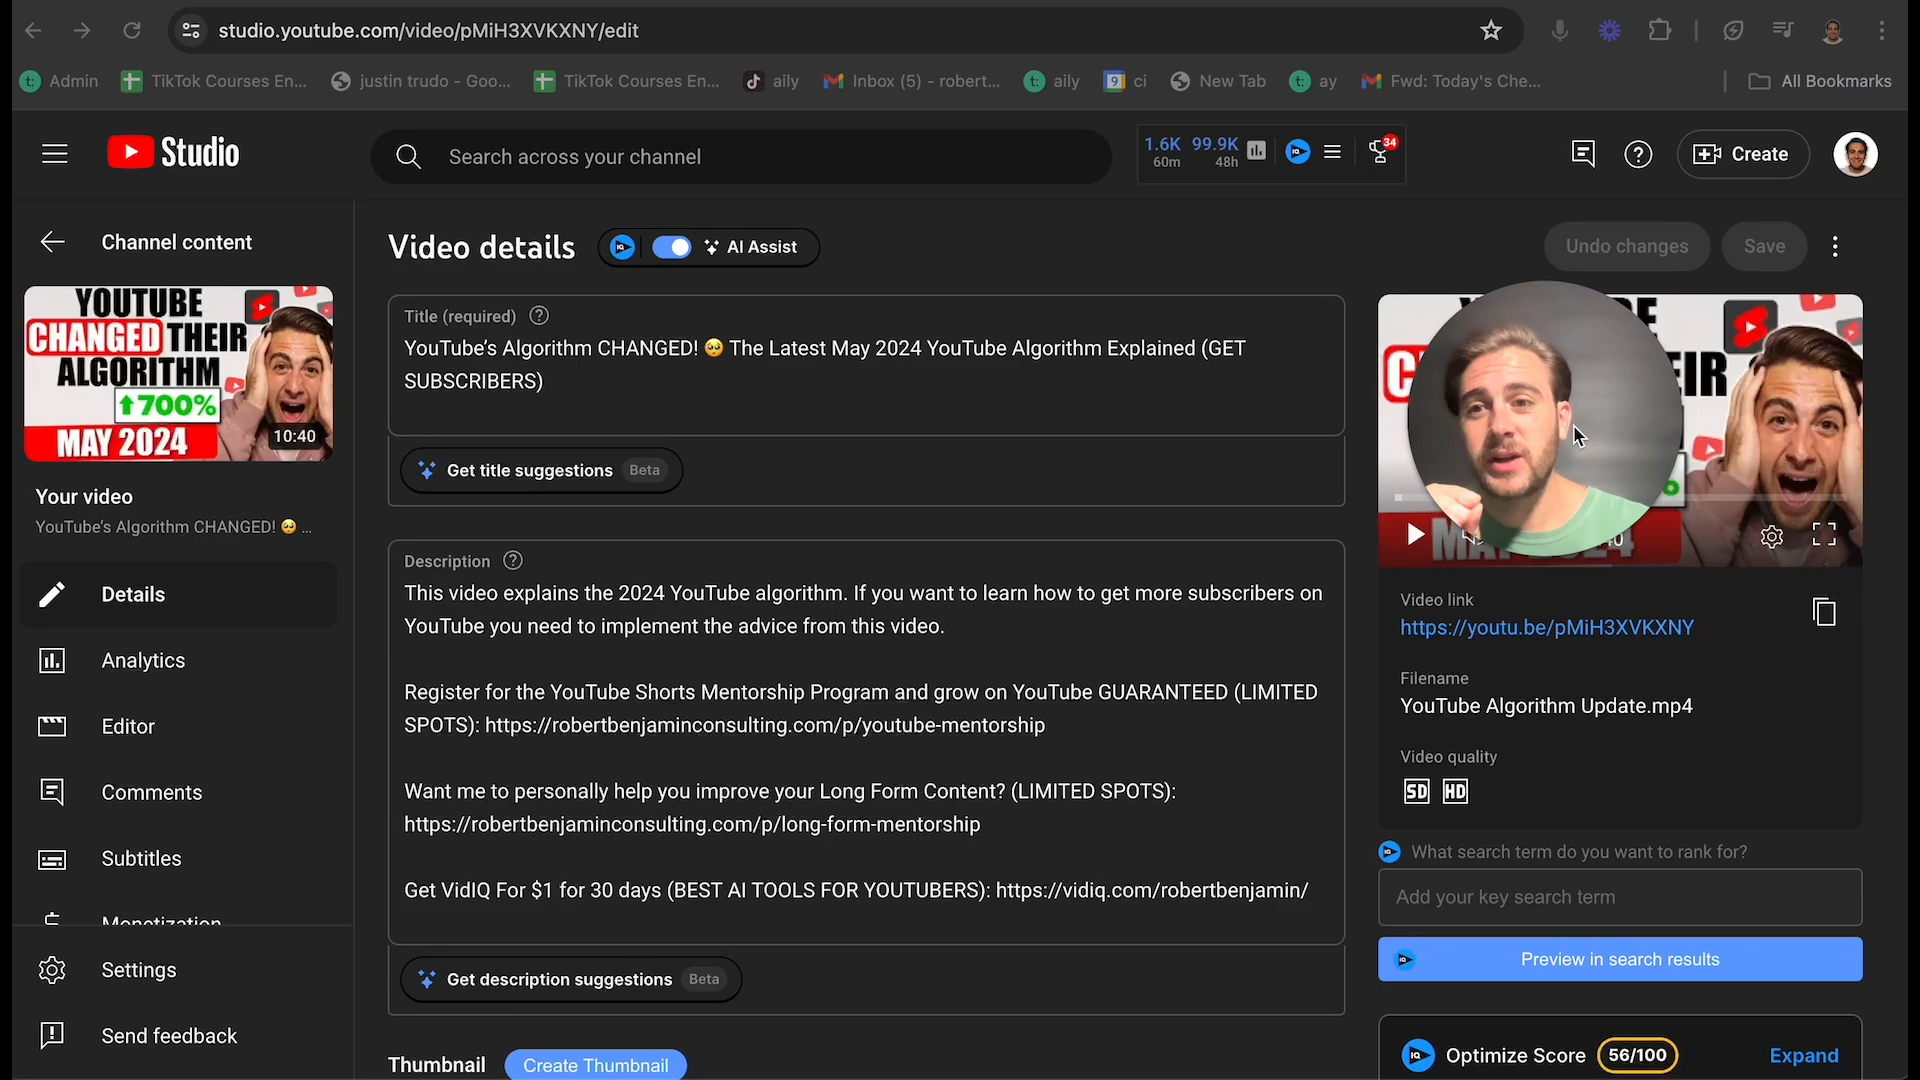 studio.youtube.com/video/pMiH3XVKXNY/edit
Admin
TikTok Courses En...
justin trudo - Goo...
TikTok Courses En...
aily
Inbox (5) - robert...
aily
ci
New Tab
ay
Fwd: Today's Che...
All Bookmarks
Studio
Search across your channel
1.6K 99.9K
60m 48h
34
Create
Channel content
Video details
AI Assist
Undo changes
Save
YOUTUBE
CHANGED THEIR
ALGORITHM
700%
MAY 2024
10:40
Title (required)
YouTube’s Algorithm CHANGED! 🥺 The Latest May 2024 YouTube Algorithm Explained (GET
SUBSCRIBERS)
Get title suggestions Beta
Your video
YouTube’s Algorithm CHANGED! 🥺 ...
Details
Analytics
Editor
Comments
Subtitles
Monetization
Settings
Send feedback
Description
This video explains the 2024 YouTube algorithm. If you want to learn how to get more subscribers on
YouTube you need to implement the advice from this video.
Register for the YouTube Shorts Mentorship Program and grow on YouTube GUARANTEED (LIMITED
SPOTS): https://robertbenjaminconsulting.com/p/youtube-mentorship
Want me to personally help you improve your Long Form Content? (LIMITED SPOTS):
https://robertbenjaminconsulting.com/p/long-form-mentorship
Get VidIQ For $1 for 30 days (BEST AI TOOLS FOR YOUTUBERS): https://vidiq.com/robertbenjamin/
Get description suggestions Beta
Thumbnail
Create Thumbnail
Video link
https://youtu.be/pMiH3XVKXNY
Filename
YouTube Algorithm Update.mp4
Video quality
SD HD
What search term do you want to rank for?
Add your key search term
Preview in search results
Optimize Score 56/100 Expand